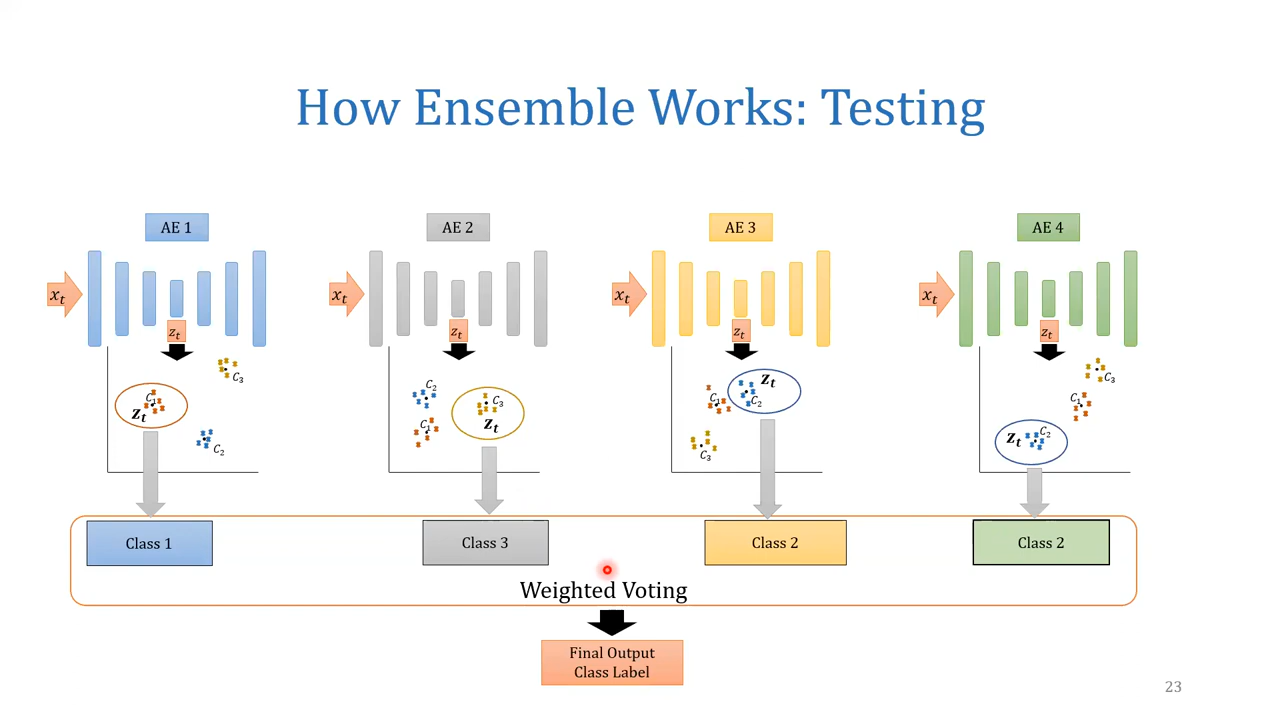 How Ensemble Works: Testing
AE 1
AE 2
AE 3
AE 4
x_t
x_t
x_t
x_t
z_t
z_t
z_t
z_t
C_3
C_1
Z_t
C_2
C_2
C_3
C_1
Z_t
Z_t
C_1
C_2
C_3
C_3
C_1
Z_t
C_2
Class 1
Class 3
Class 2
Class 2
Weighted Voting
Final Output
Class Label
23